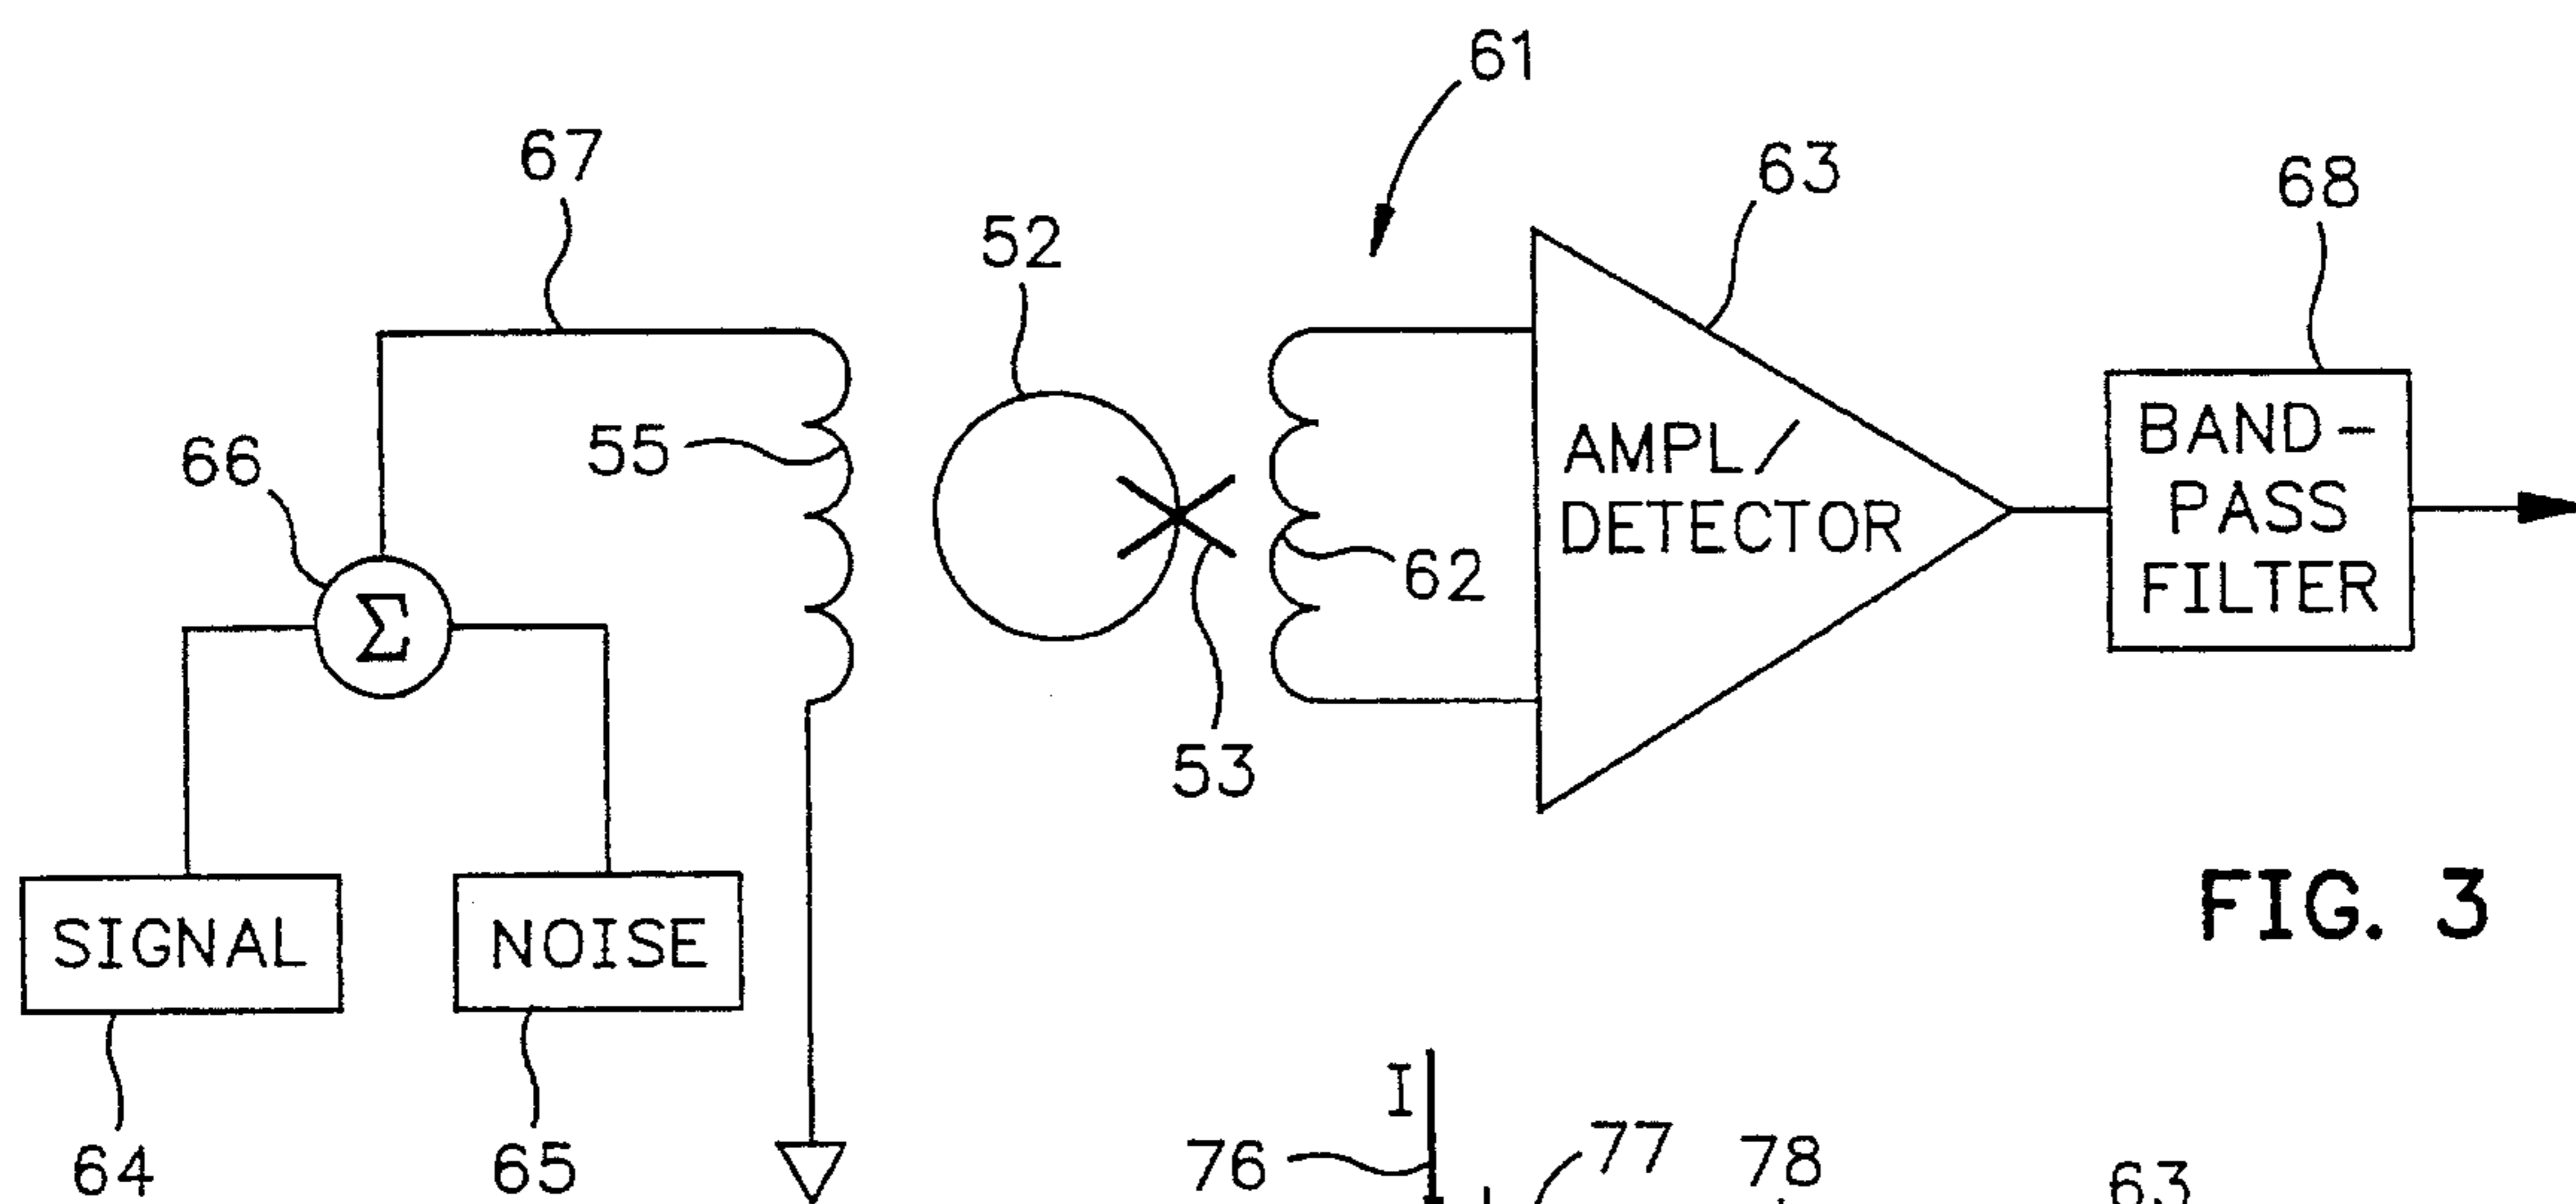 61
67
63
68
52
BAND-
PASS
FILTER
AMPL/
DETECTOR
55
66
62
Σ
53
FIG. 3
SIGNAL
NOISE
64
65
I
76
77
78
63